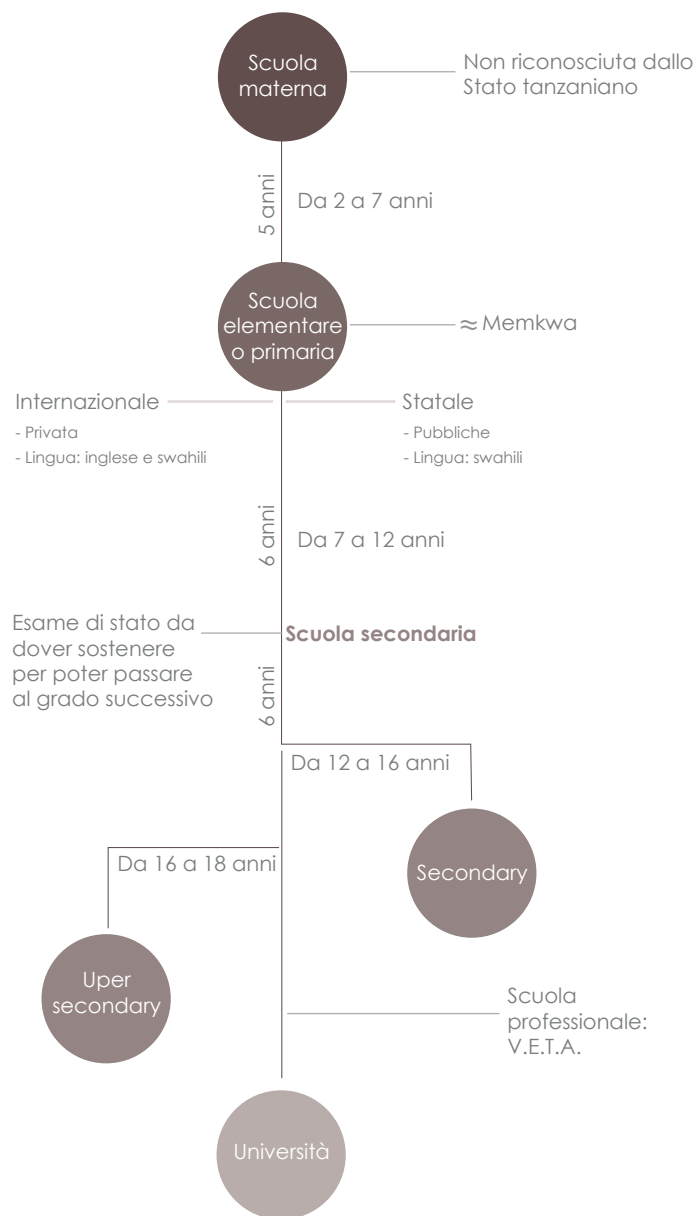 Scuola
materna
Non riconosciuta dallo
Stato tanzaniano
5 anni
Da 2 a 7 anni
Scuola
elementare
o primaria
≈ Memkwa
Internazionale
- Privata
- Lingua: inglese e swahili
Statale
- Pubbliche
- Lingua: swahili
6 anni
Da 7 a 12 anni
Esame di stato da
dover sostenere
per poter passare
al grado successivo
Scuola secondaria
6 anni
Da 12 a 16 anni
Secondary
Da 16 a 18 anni
Uper
secondary
Scuola
professionale:
V.E.T.A.
Università